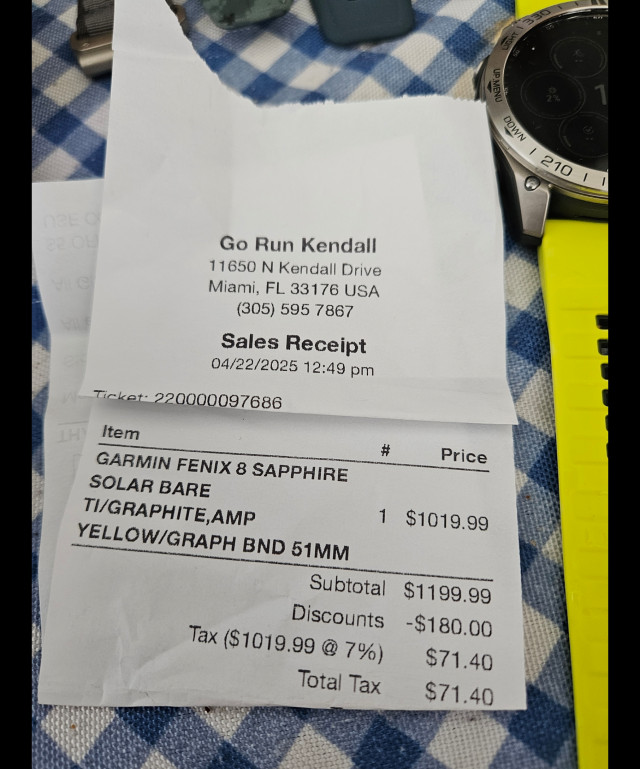 Go Run Kendall
11650 N Kendall Drive
Miami, FL 33176 USA
(305) 595 7867
Sales Receipt
04/22/2025 12:49 pm
Ticket: 220000097686
Item # Price
GARMIN FENIX 8 SAPPHIRE
SOLAR BARE
TI/GRAPHITE,AMP 1 $1019.99
YELLOW/GRAPH BND 51MM
Subtotal $1199.99
Discounts -$180.00
Tax ($1019.99 @ 7%) $71.40
Total Tax $71.40
LIGHT
330
UP·MENU
DOWN
210
1